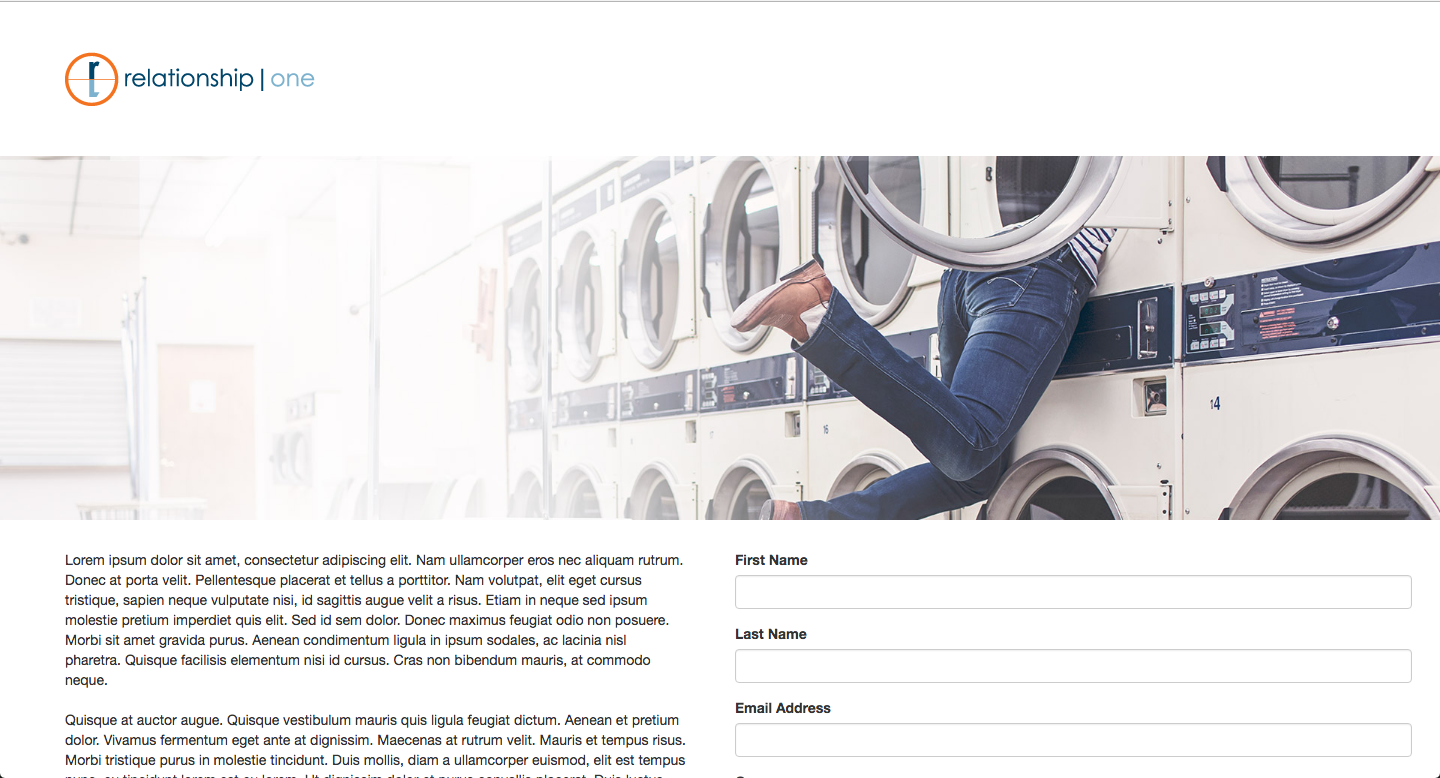 relationship | one
14
16
Lorem ipsum dolor sit amet, consectetur adipiscing elit. Nam ullamcorper eros nec aliquam rutrum.
Donec at porta velit. Pellentesque placerat et tellus a porttitor. Nam volutpat, elit eget cursus
tristique, sapien neque vulputate nisi, id sagittis augue velit a risus. Etiam in neque sed ipsum
molestie pretium imperdiet quis elit. Sed id sem dolor. Donec maximus feugiat odio non posuere.
Morbi sit amet gravida purus. Aenean condimentum ligula in ipsum sodales, ac lacinia nisl
pharetra. Quisque facilisis elementum nisi id cursus. Cras non bibendum mauris, at commodo
neque.
Quisque at auctor augue. Quisque vestibulum mauris quis ligula feugiat dictum. Aenean et pretium
dolor. Vivamus fermentum eget ante at dignissim. Maecenas at rutrum velit. Mauris et tempus risus.
Morbi tristique purus in molestie tincidunt. Duis mollis, diam a ullamcorper euismod, elit est tempus
First Name
Last Name
Email Address